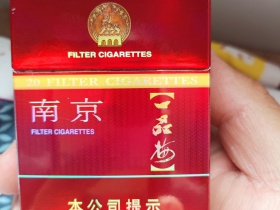 FILTER CIGARETTES
20 FILTER CIGARETTES
南京
FILTER CIGARETTES
【一品梅】
本公司提示